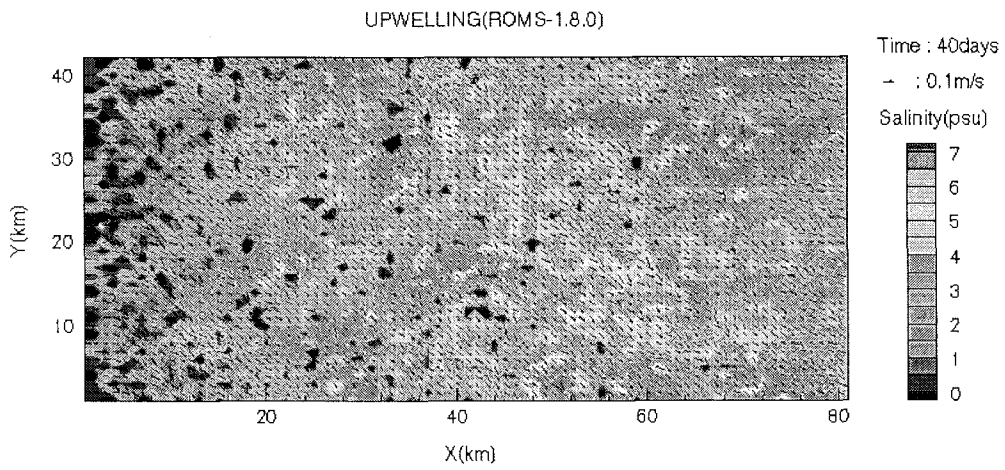 UPWELLING(ROMS-1.8.0)
Time : 40days
: 0.1m/s
Salinity(psu)
7
6
5
4
3
2
1
0
Y(km)
40
30
20
10
20
40
60
80
X(km)